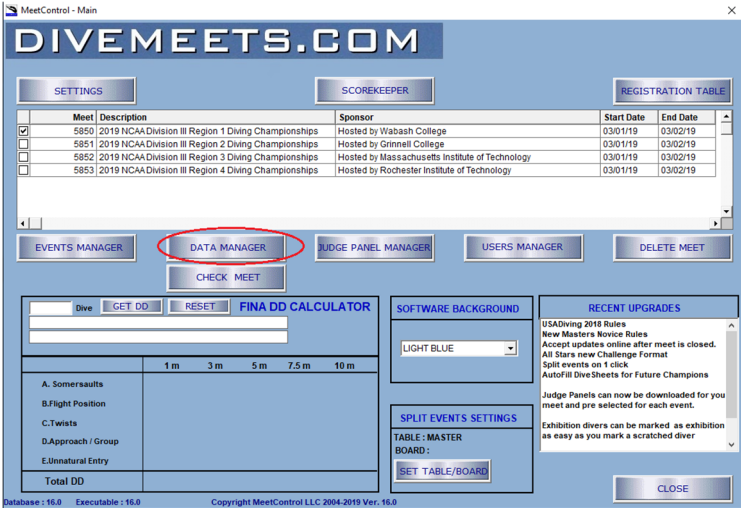 MeetControl - Main
DIVEMEETS.COM
SETTINGS
SCOREKEEPER
REGISTRATION TABLE
Meet Description Sponsor Start Date End Date
5850 2019 NCAA Division III Region 1 Diving Championships Hosted by Wabash College 03/01/19 03/02/19
5851 2019 NCAA Division III Region 2 Diving Championships Hosted by Grinnell College 03/01/19 03/02/19
5852 2019 NCAA Division III Region 3 Diving Championships Hosted by Massachusetts Institute of Technology 03/01/19 03/02/19
5853 2019 NCAA Division III Region 4 Diving Championships Hosted by Rochester Institute of Technology 03/01/19 03/02/19
EVENTS MANAGER
DATA MANAGER
JUDGE PANEL MANAGER
USERS MANAGER
DELETE MEET
CHECK MEET
Dive GET DD RESET FINA DD CALCULATOR
1 m 3 m 5 m 7.5 m 10 m
A. Somersaults
B.Flight Position
C.Twists
D.Approach / Group
E.Unnatural Entry
Total DD
SOFTWARE BACKGROUND
LIGHT BLUE
SPLIT EVENTS SETTINGS
TABLE : MASTER
BOARD :
SET TABLE/BOARD
RECENT UPGRADES
USADiving 2018 Rules
New Masters Novice Rules
Accept updates online after meet is closed.
All Stars new Challenge Format
Split events on 1 click
AutoFill DiveSheets for Future Champions
Judge Panels can now be downloaded for you
meet and pre selected for each event.
Exhibition divers can be marked as exhibition
as easy as you mark a scratched diver
CLOSE
Database : 16.0 Executable : 16.0 Copyright MeetControl LLC 2004-2019 Ver. 16.0